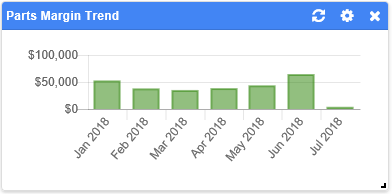 Parts Margin Trend
$100,000
$50,000
$0
Jan 2018
Feb 2018
Mar 2018
Apr 2018
May 2018
Jun 2018
Jul 2018